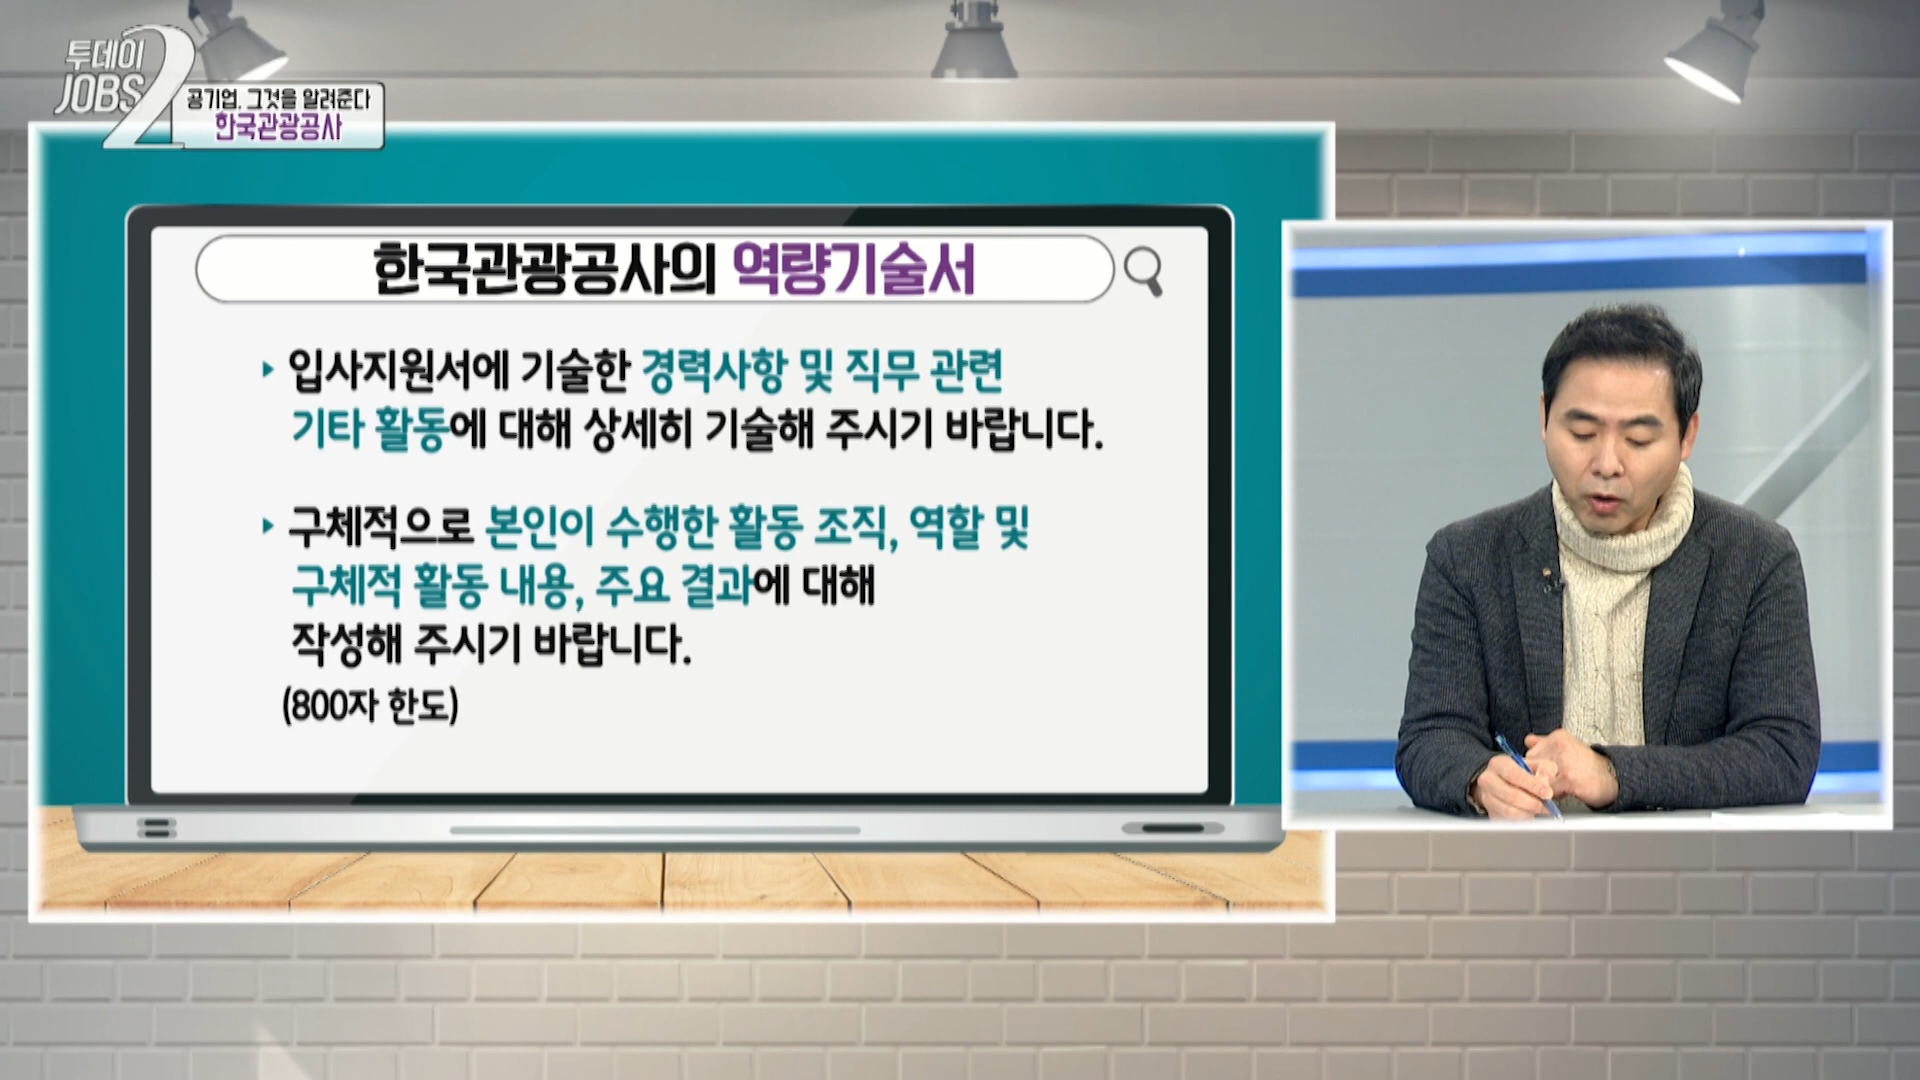 투데이
JOBS 2
공기업, 그것을 알려준다
한국관광공사
한국관광공사의 역량기술서
입사지원서에 기술한 경력사항 및 직무 관련
기타 활동에 대해 상세히 기술해 주시기 바랍니다.
구체적으로 본인이 수행한 활동 조직, 역할 및
구체적 활동 내용, 주요 결과에 대해
작성해 주시기 바랍니다.
(800자 한도)